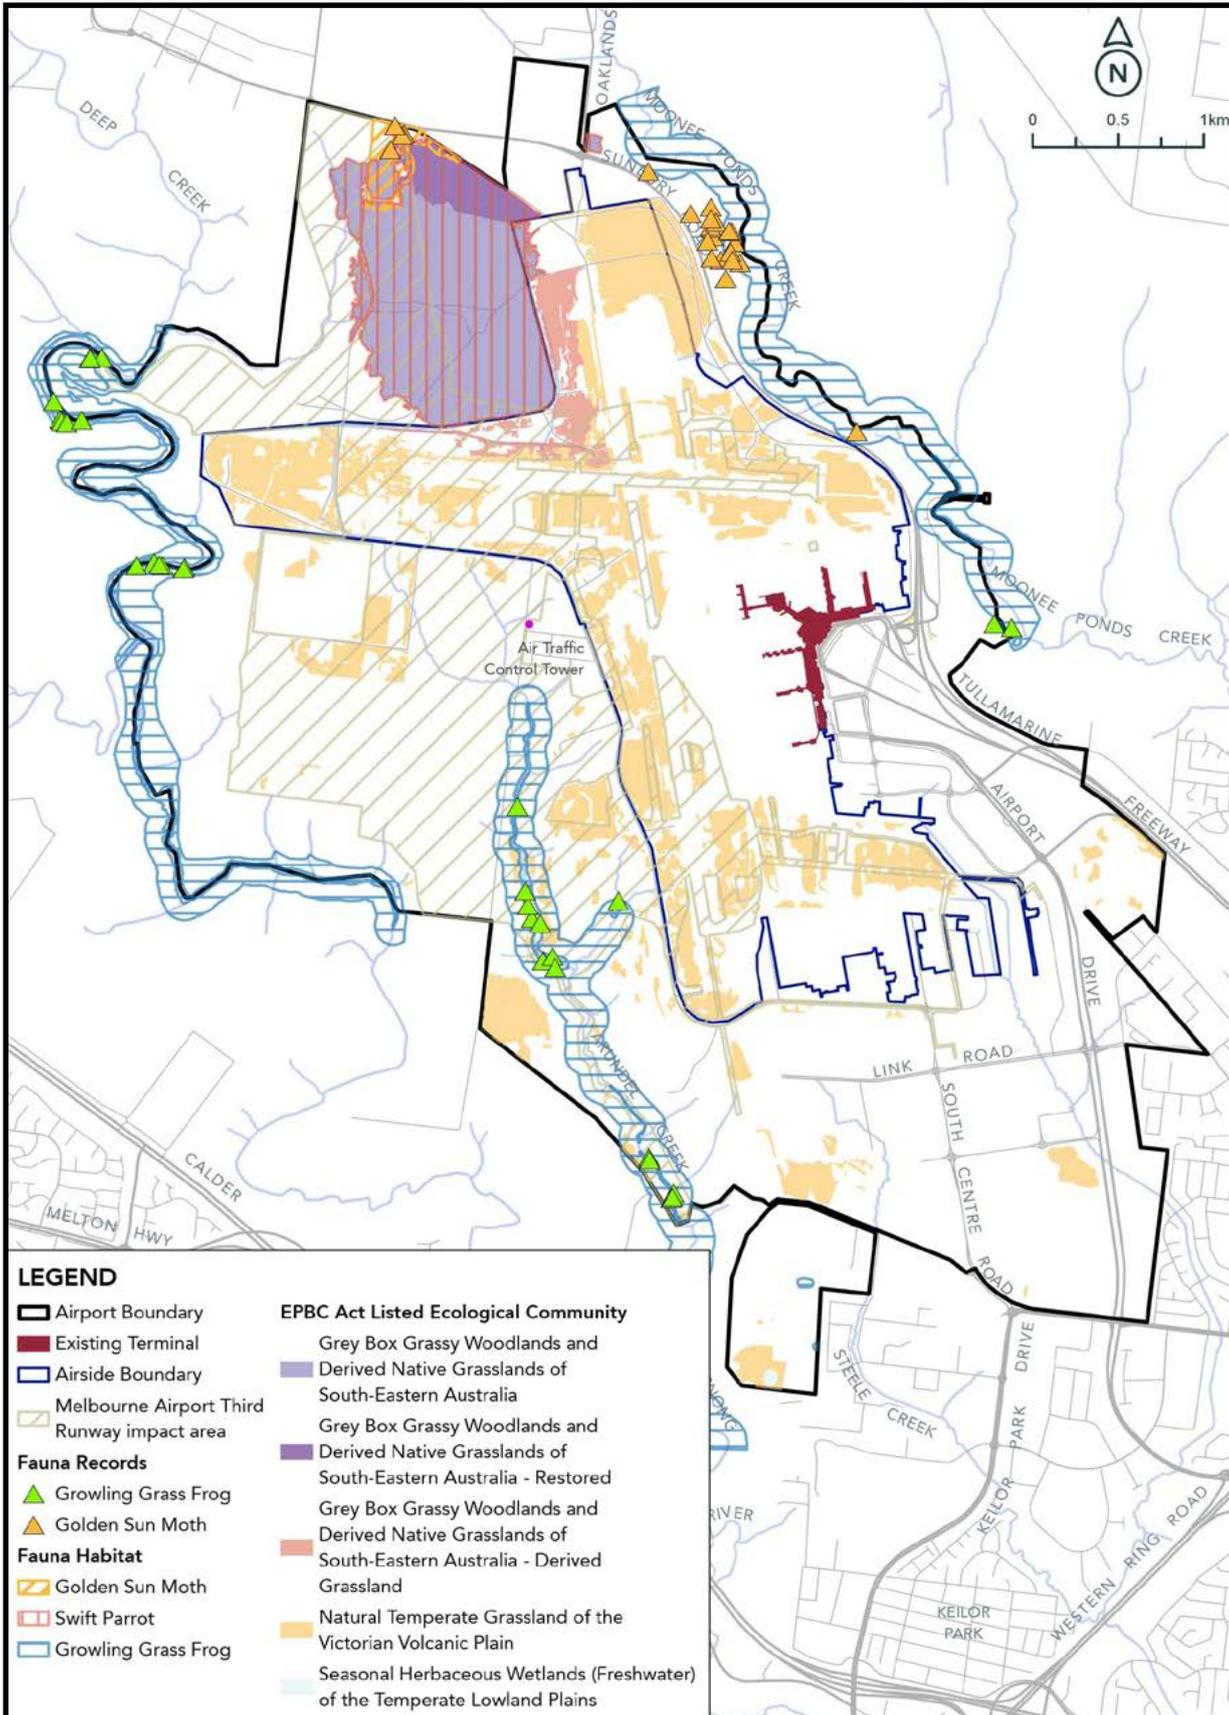 OAKLANDS
N
0 0.5 1km
DEEP
CREEK
MOONEE PONDS
CREEK
SUNBURY
Air Traffic
Control Tower
MOONEE
PONDS CREEK
TULLAMARINE
FREEWAY
AIRPORT
DRIVE
ARUNDEL
CREEK
LINK ROAD
SOUTH
CENTRE
ROAD
CALDER
MELTON HWY
STEELE
CREEK
DRIVE
PARK
KEILOR
RIVER
KEILOR
PARK
WESTERN RING ROAD
LEGEND
Airport Boundary
Existing Terminal
Airside Boundary
Melbourne Airport Third
Runway impact area
Fauna Records
Growling Grass Frog
Golden Sun Moth
Fauna Habitat
Golden Sun Moth
Swift Parrot
Growling Grass Frog
EPBC Act Listed Ecological Community
Grey Box Grassy Woodlands and
Derived Native Grasslands of
South-Eastern Australia
Grey Box Grassy Woodlands and
Derived Native Grasslands of
South-Eastern Australia - Restored
Grey Box Grassy Woodlands and
Derived Native Grasslands of
South-Eastern Australia - Derived
Grassland
Natural Temperate Grassland of the
Victorian Volcanic Plain
Seasonal Herbaceous Wetlands (Freshwater)
of the Temperate Lowland Plains